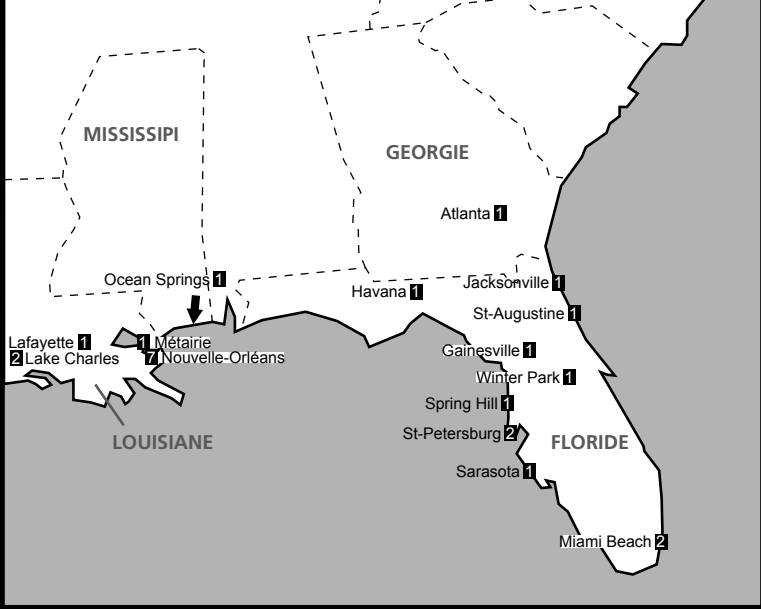 MISSISSIPI
GEORGIE
Atlanta 1
Ocean Springs 1
Havana 1
Jacksonville 1
St-Augustine 1
Lafayette 1
1 Métairie
2 Lake Charles
7 Nouvelle-Orléans
Gainesville 1
Winter Park 1
Spring Hill 1
St-Petersburg 2
LOUISIANE
FLORIDE
Sarasota 1
Miami Beach 2